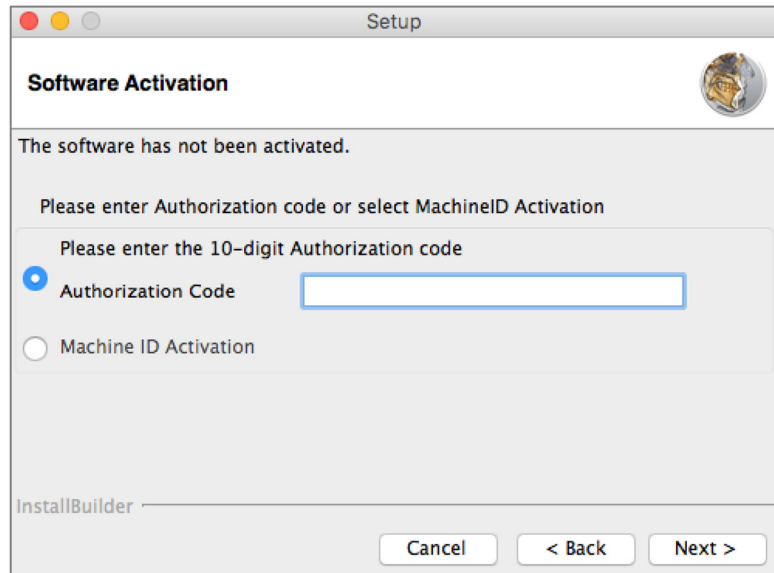 Setup
Software Activation
The software has not been activated.
Please enter Authorization code or select MachineID Activation
Please enter the 10-digit Authorization code
Authorization Code
Machine ID Activation
InstallBuilder
Cancel
< Back
Next >